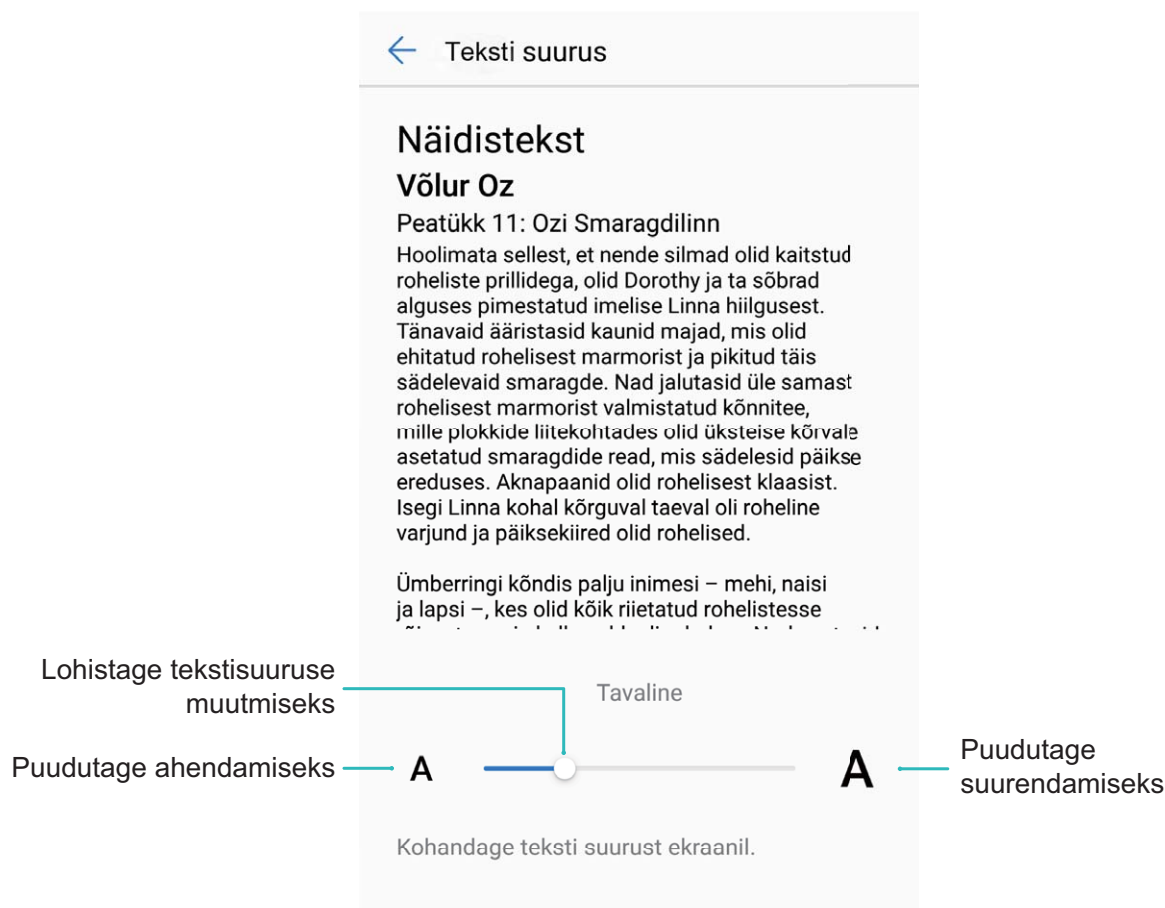 Teksti suurus
Näidistekst
Võlur Oz
Peatükk 11: Ozi Smaragdilinn
Hoolimata sellest, et nende silmad olid kaitstud
roheliste prillidega, olid Dorothy ja ta sõbrad
alguses pimestatud imelise Linna hiilgusest.
Tänavaid ääristasid kaunid majad, mis olid
ehitatud rohelisest marmorist ja pikitud täis
sädelevaid smaragde. Nad jalutasid üle samast
rohelisest marmorist valmistatud kõnnitee,
mille plokkide liitekohtades olid üksteise kõrvale
asetatud smaragdide read, mis sädelesid päikse
ereduses. Aknapaanid olid rohelisest klaasist.
Isegi Linna kohal kõrguval taeval oli roheline
varjund ja päiksekiired olid rohelised.
Ümberringi kõndis palju inimesi – mehi, naisi
ja lapsi –, kes olid kõik riietatud rohelistesse
Lohistage tekstisuuruse
muutmiseks
Tavaline
Puudutage ahendamiseks
A
A
Puudutage
suurendamiseks
Kohandage teksti suurust ekraanil.